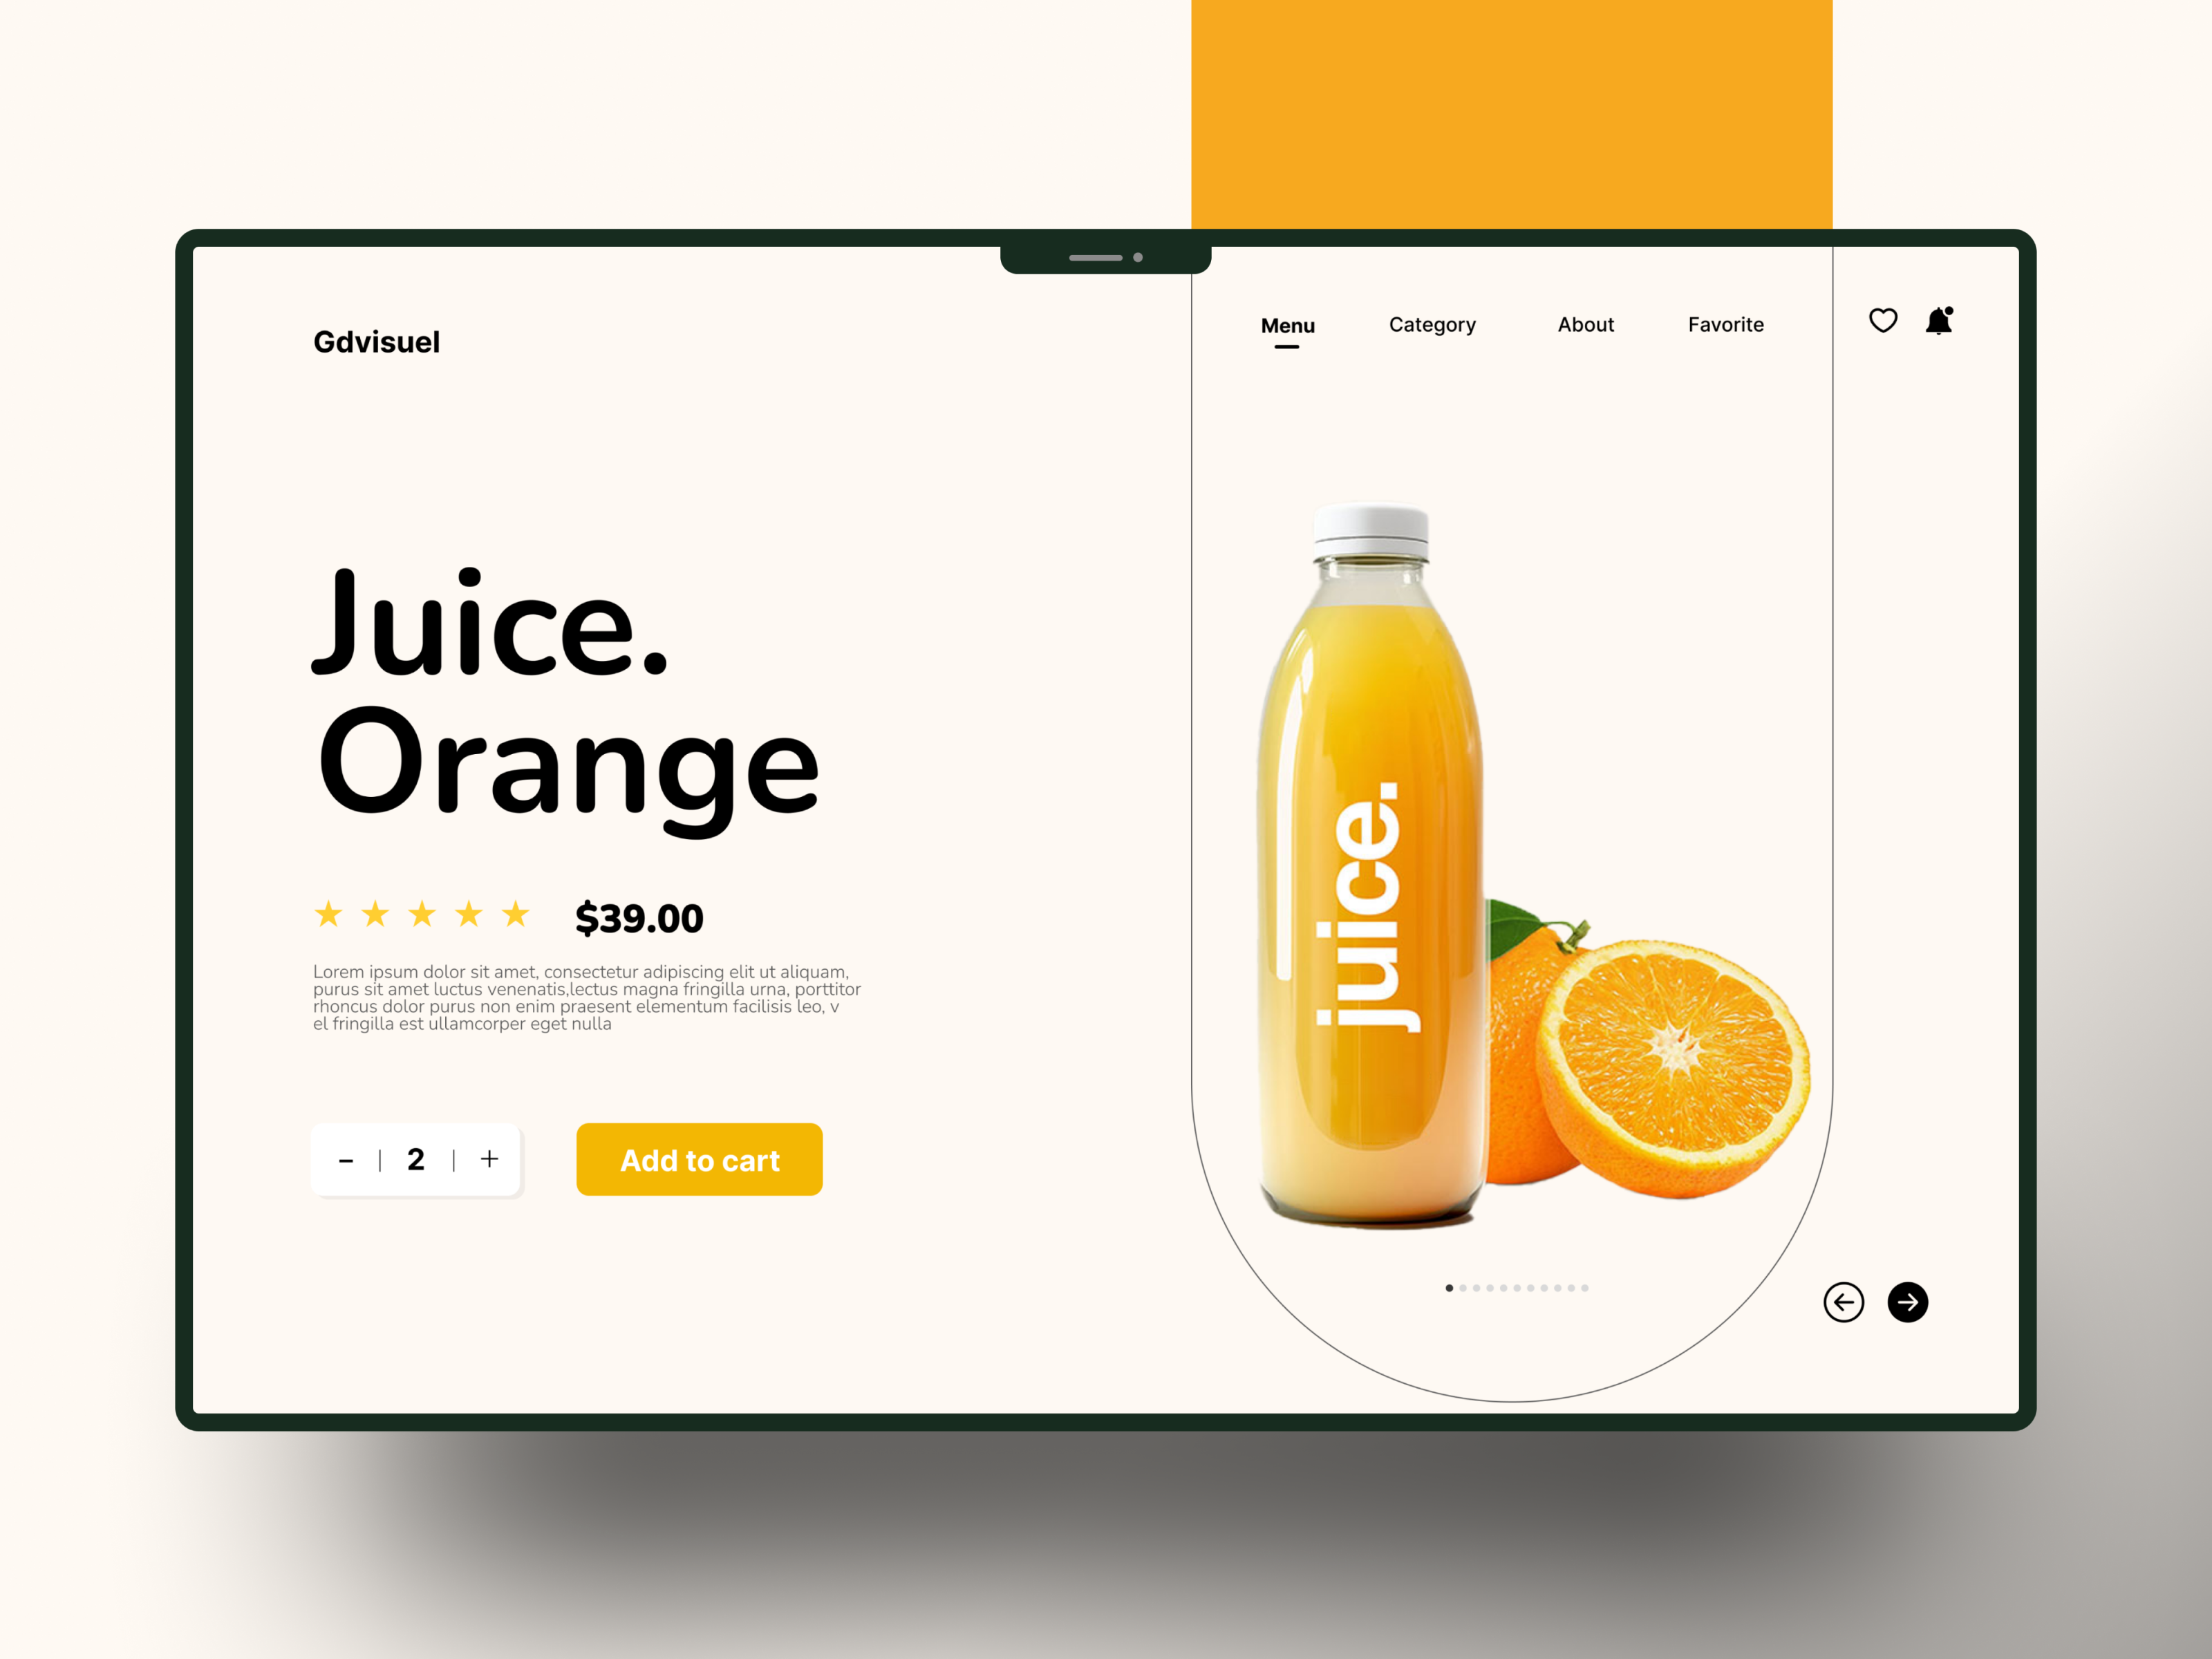 Gdvisuel
Menu Category About Favorite
Juice.
Orange
$39.00
Lorem ipsum dolor sit amet, consectetur adipiscing elit ut aliquam,
purus sit amet luctus venenatis,lectus magna fringilla urna, porttitor
rhoncus dolor purus non enim praesent elementum facilisis leo, v
el fringilla est ullamcorper eget nulla
- | 2 | +
Add to cart
juice.